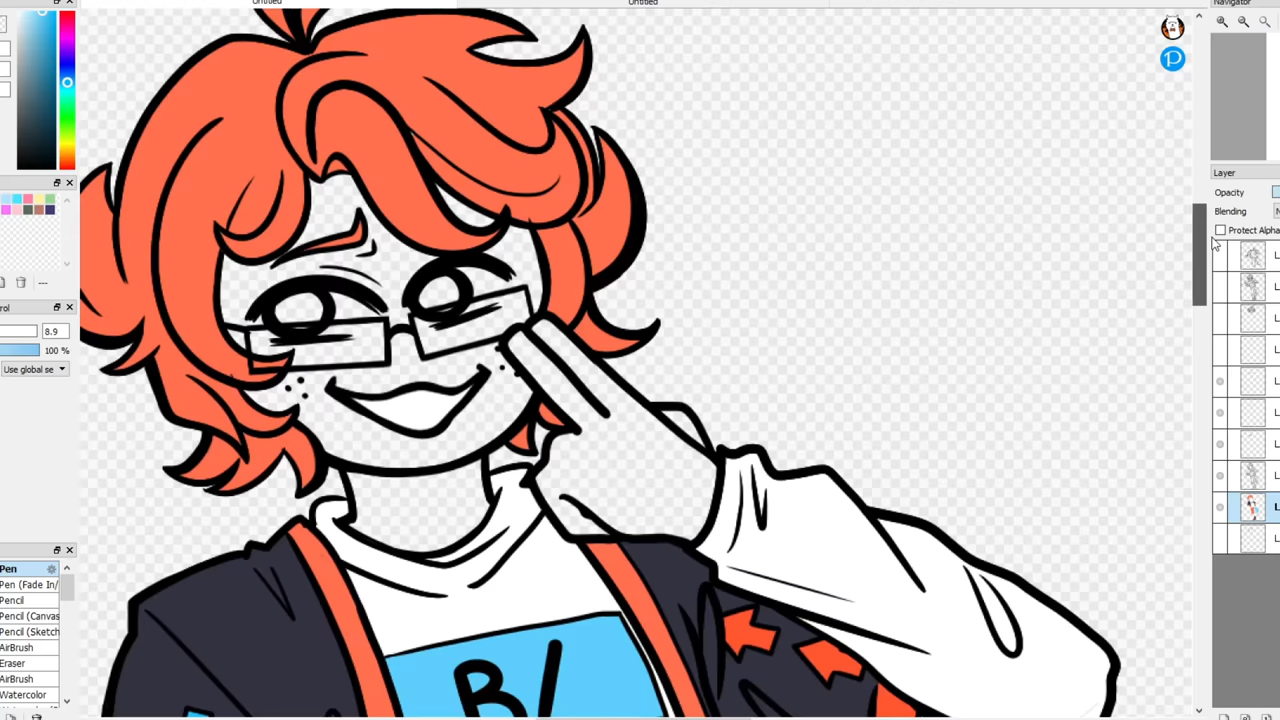 Untitled
Untitled
Navigator
Layer
Opacity
Blending
Protect Alpha
8.9
100 %
Use global se
Pen
Pen (Fade In/
Pencil
Pencil (Canvas
Pencil (Sketch
AirBrush
Eraser
AirBrush
Watercolor
B/